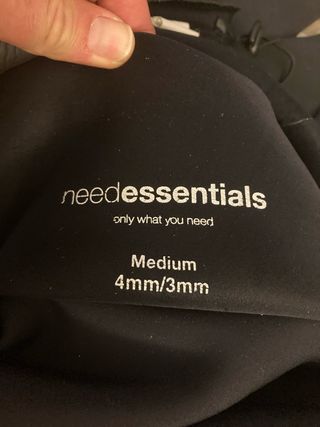 needessentials
only what you need
Medium
4mm/3mm